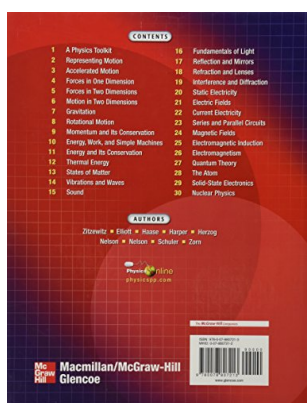 CONTENTS
1 A Physics Toolkit
2 Representing Motion
3 Accelerated Motion
4 Forces in One Dimension
5 Forces in Two Dimensions
6 Motion in Two Dimensions
7 Gravitation
8 Rotational Motion
9 Momentum and Its Conservation
10 Energy, Work, and Simple Machines
11 Energy and Its Conservation
12 Thermal Energy
13 States of Matter
14 Vibrations and Waves
15 Sound
16 Fundamentals of Light
17 Reflection and Mirrors
18 Refraction and Lenses
19 Interference and Diffraction
20 Static Electricity
21 Electric Fields
22 Current Electricity
23 Series and Parallel Circuits
24 Magnetic Fields
25 Electromagnetic Induction
26 Electromagnetism
27 Quantum Theory
28 The Atom
29 Solid-State Electronics
30 Nuclear Physics
AUTHORS
Zitzewitz • Elliott • Haase • Harper • Herzog
Nelson • Nelson • Schuler • Zorn
Physics Online
physicspp.com
Mc
Graw
Hill
Macmillan/McGraw-Hill
Glencoe